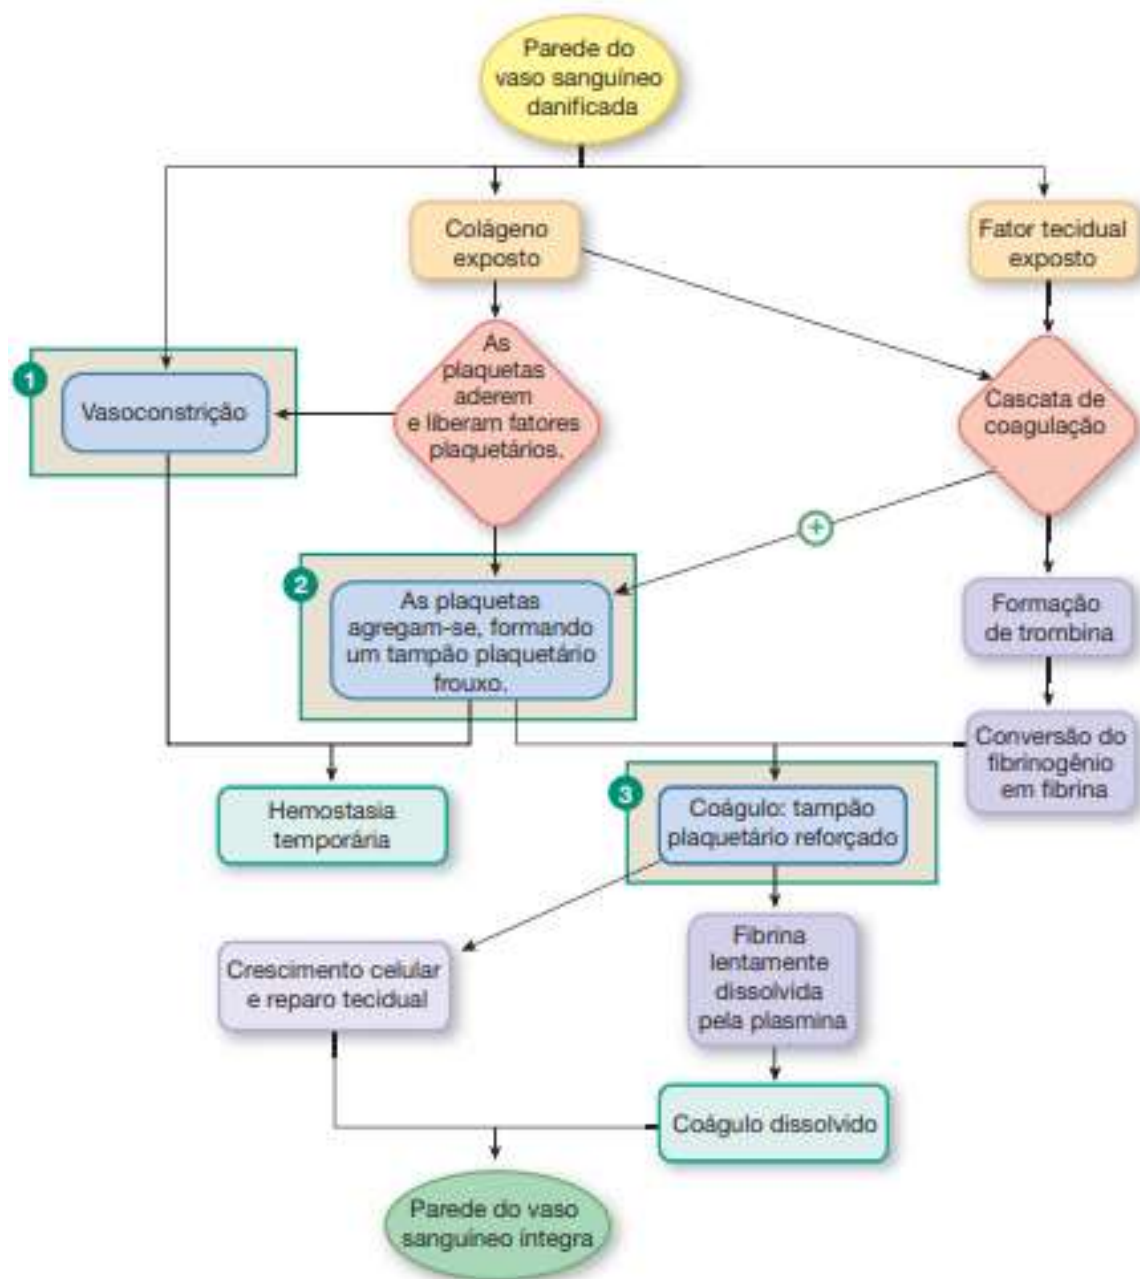 Parede do
vaso sanguíneo
danificada
Colágeno
exposto
Fator tecidual
exposto
1
Vasoconstrição
As
plaquetas
aderem
e liberam fatores
plaquetários.
Cascata de
coagulação
+
2
As plaquetas
agregam-se, formando
um tampão plaquetário
frouxo.
Formação
de trombina
Conversão do
fibrinogênio
em fibrina
Hemostasia
temporária
3
Coágulo: tampão
plaquetário reforçado
Crescimento celular
e reparo tecidual
Fibrina
lentamente
dissolvida
pela plasmina
Coágulo dissolvido
Parede do vaso
sanguíneo íntegra